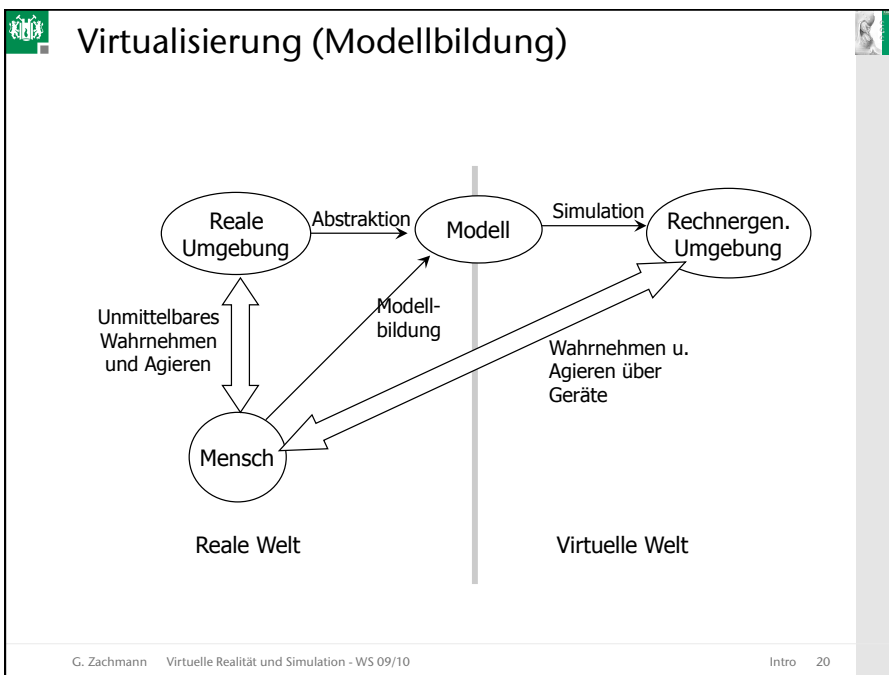 Virtualisierung (Modellbildung)
Reale
Umgebung
Abstraktion
Modell
Simulation
Rechnergen.
Umgebung
Unmittelbares
Wahrnehmen
und Agieren
Modell-
bildung
Wahrnehmen u.
Agieren über
Geräte
Mensch
Reale Welt
Virtuelle Welt
G. Zachmann Virtuelle Realität und Simulation - WS 09/10
Intro 20